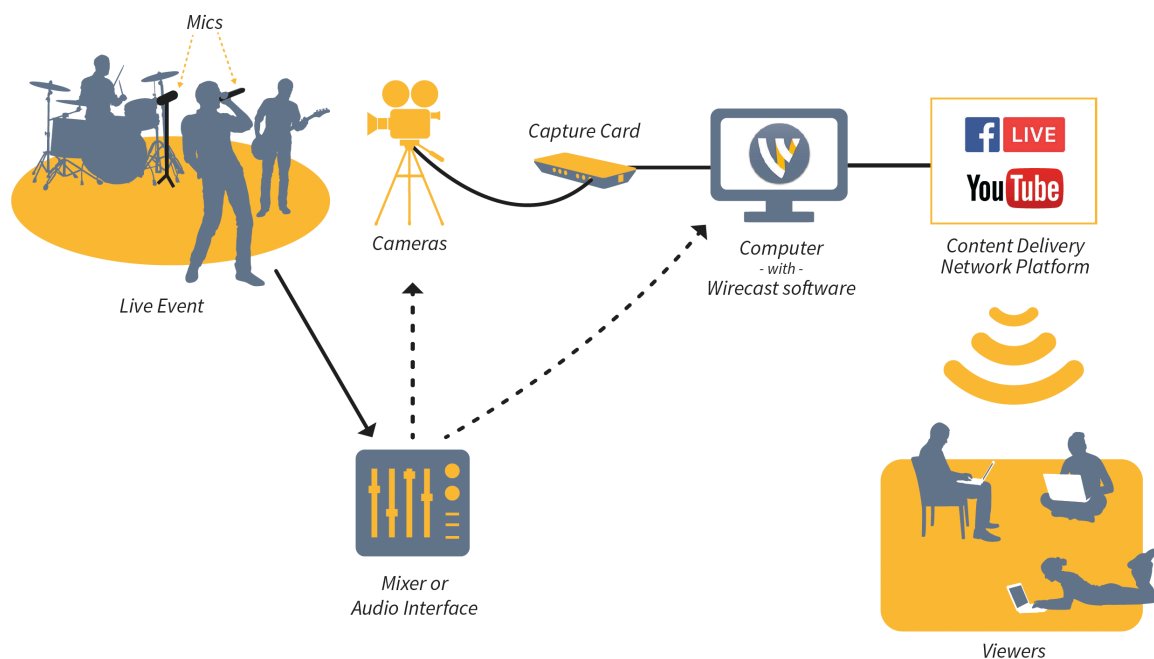 Mics
Live Event
Cameras
Capture Card
Computer
- with -
Wirecast software
f LIVE
YouTube
Content Delivery
Network Platform
Mixer or
Audio Interface
Viewers